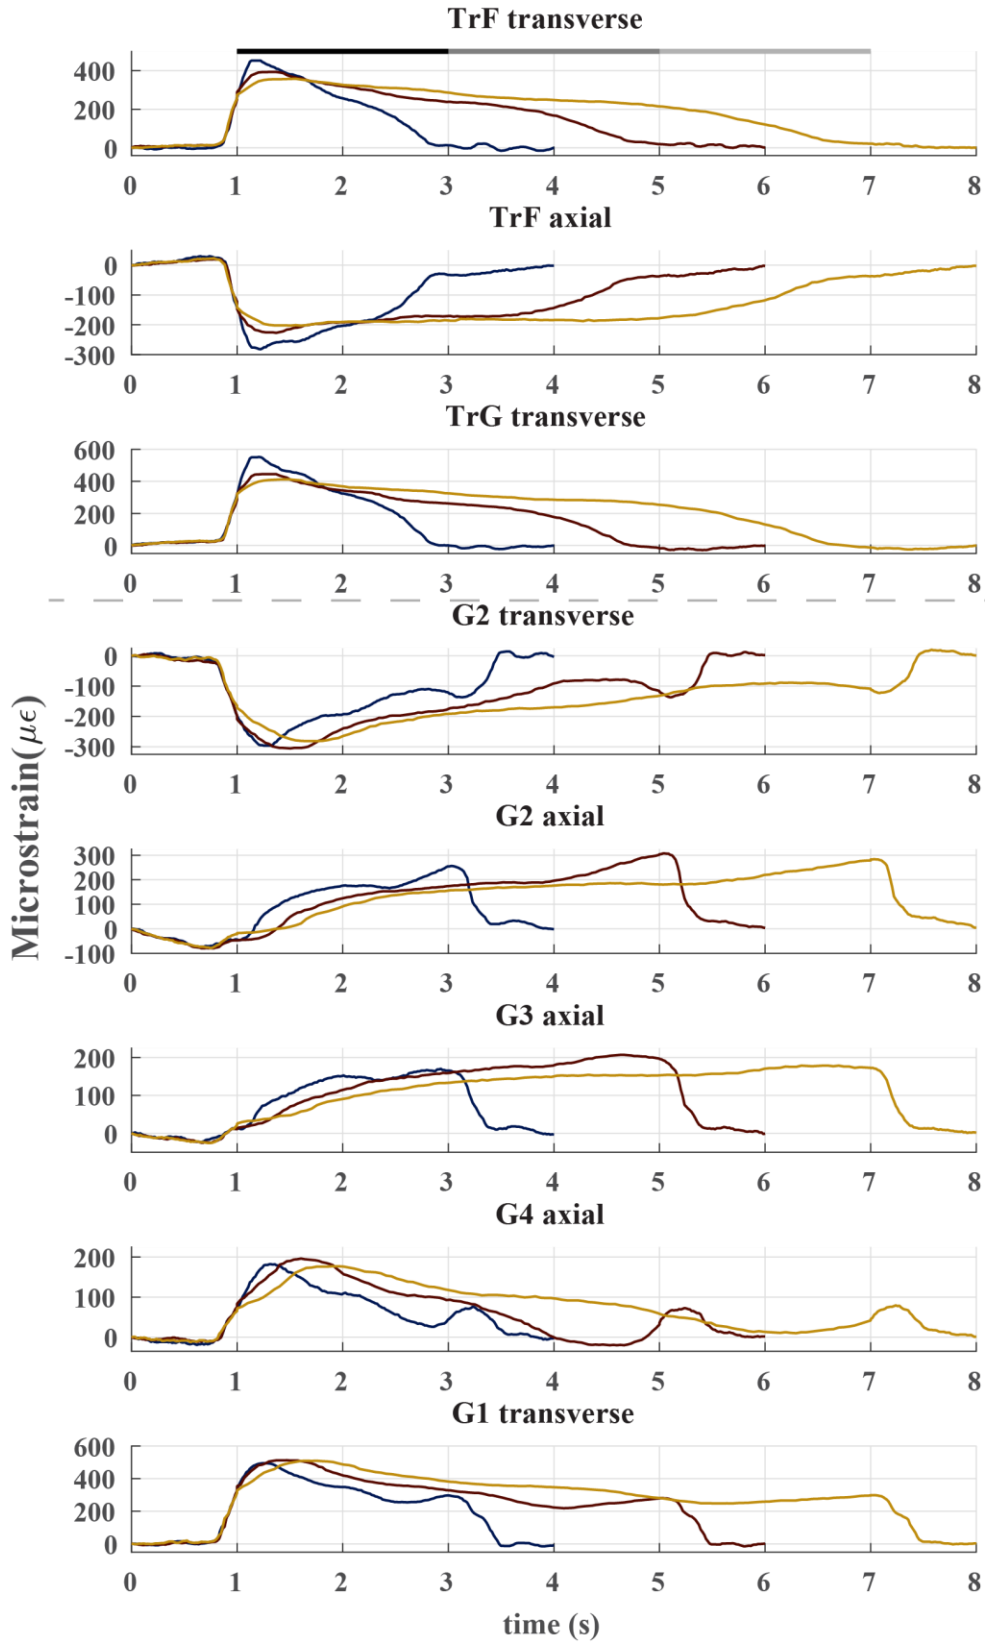 TrF transverse
400
200
0
0 1 2 3 4 5 6 7 8
TrF axial
0
-100
-200
-300
0 1 2 3 4 5 6 7 8
TrG transverse
600
400
200
0
0 1 2 3 4 5 6 7 8
G2 transverse
0
-100
-200
-300
0 1 2 3 4 5 6 7 8
G2 axial
300
200
100
0
-100
0 1 2 3 4 5 6 7 8
G3 axial
200
100
0
0 1 2 3 4 5 6 7 8
G4 axial
200
100
0
0 1 2 3 4 5 6 7 8
G1 transverse
600
400
200
0
0 1 2 3 4 5 6 7 8
time (s)
Microstrain(μϵ)